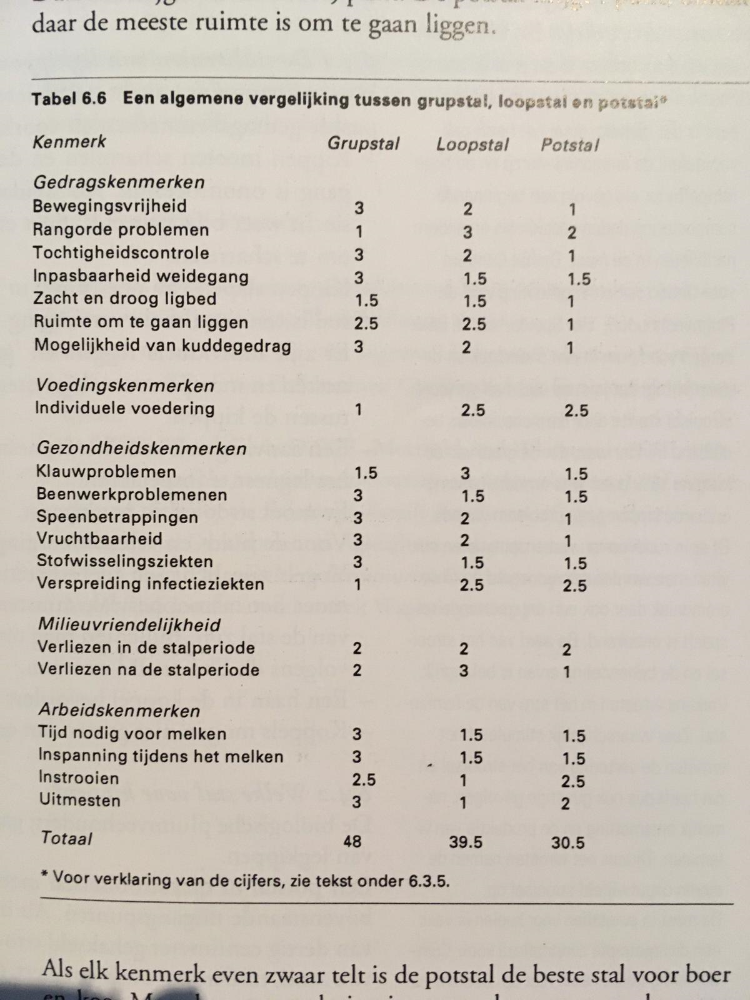 daar de meeste ruimte is om te gaan liggen.
Tabel 6.6 Een algemene vergelijking tussen grupstal, loopstal en potstal*
Kenmerk Grupstal Loopstal Potstal
Gedragskenmerken
Bewegingsvrijheid 3 2 1
Rangorde problemen 1 3 2
Tochtigheidscontrole 3 2 1
Inpasbaarheid weidegang 3 1.5 1.5
Zacht en droog ligbed 1.5 1.5 1
Ruimte om te gaan liggen 2.5 2.5 1
Mogelijkheid van kuddegedrag 3 2 1
Voedingskenmerken
Individuele voedering 1 2.5 2.5
Gezondheidskenmerken
Klauwproblemen 1.5 3 1.5
Beenwerkproblemenen 3 1.5 1.5
Speenbetrappingen 3 2 1
Vruchtbaarheid 3 2 1
Stofwisselingsziekten 3 1.5 1.5
Verspreiding infectieziekten 1 2.5 2.5
Milieuvriendelijkheid
Verliezen in de stalperiode 2 2 2
Verliezen na de stalperiode 2 3 1
Arbeidskenmerken
Tijd nodig voor melken 3 1.5 1.5
Inspanning tijdens het melken 3 1.5 1.5
Instrooien 2.5 1 2.5
Uitmesten 3 1 2
Totaal 48 39.5 30.5
* Voor verklaring van de cijfers, zie tekst onder 6.3.5.
Als elk kenmerk even zwaar telt is de potstal de beste stal voor boer